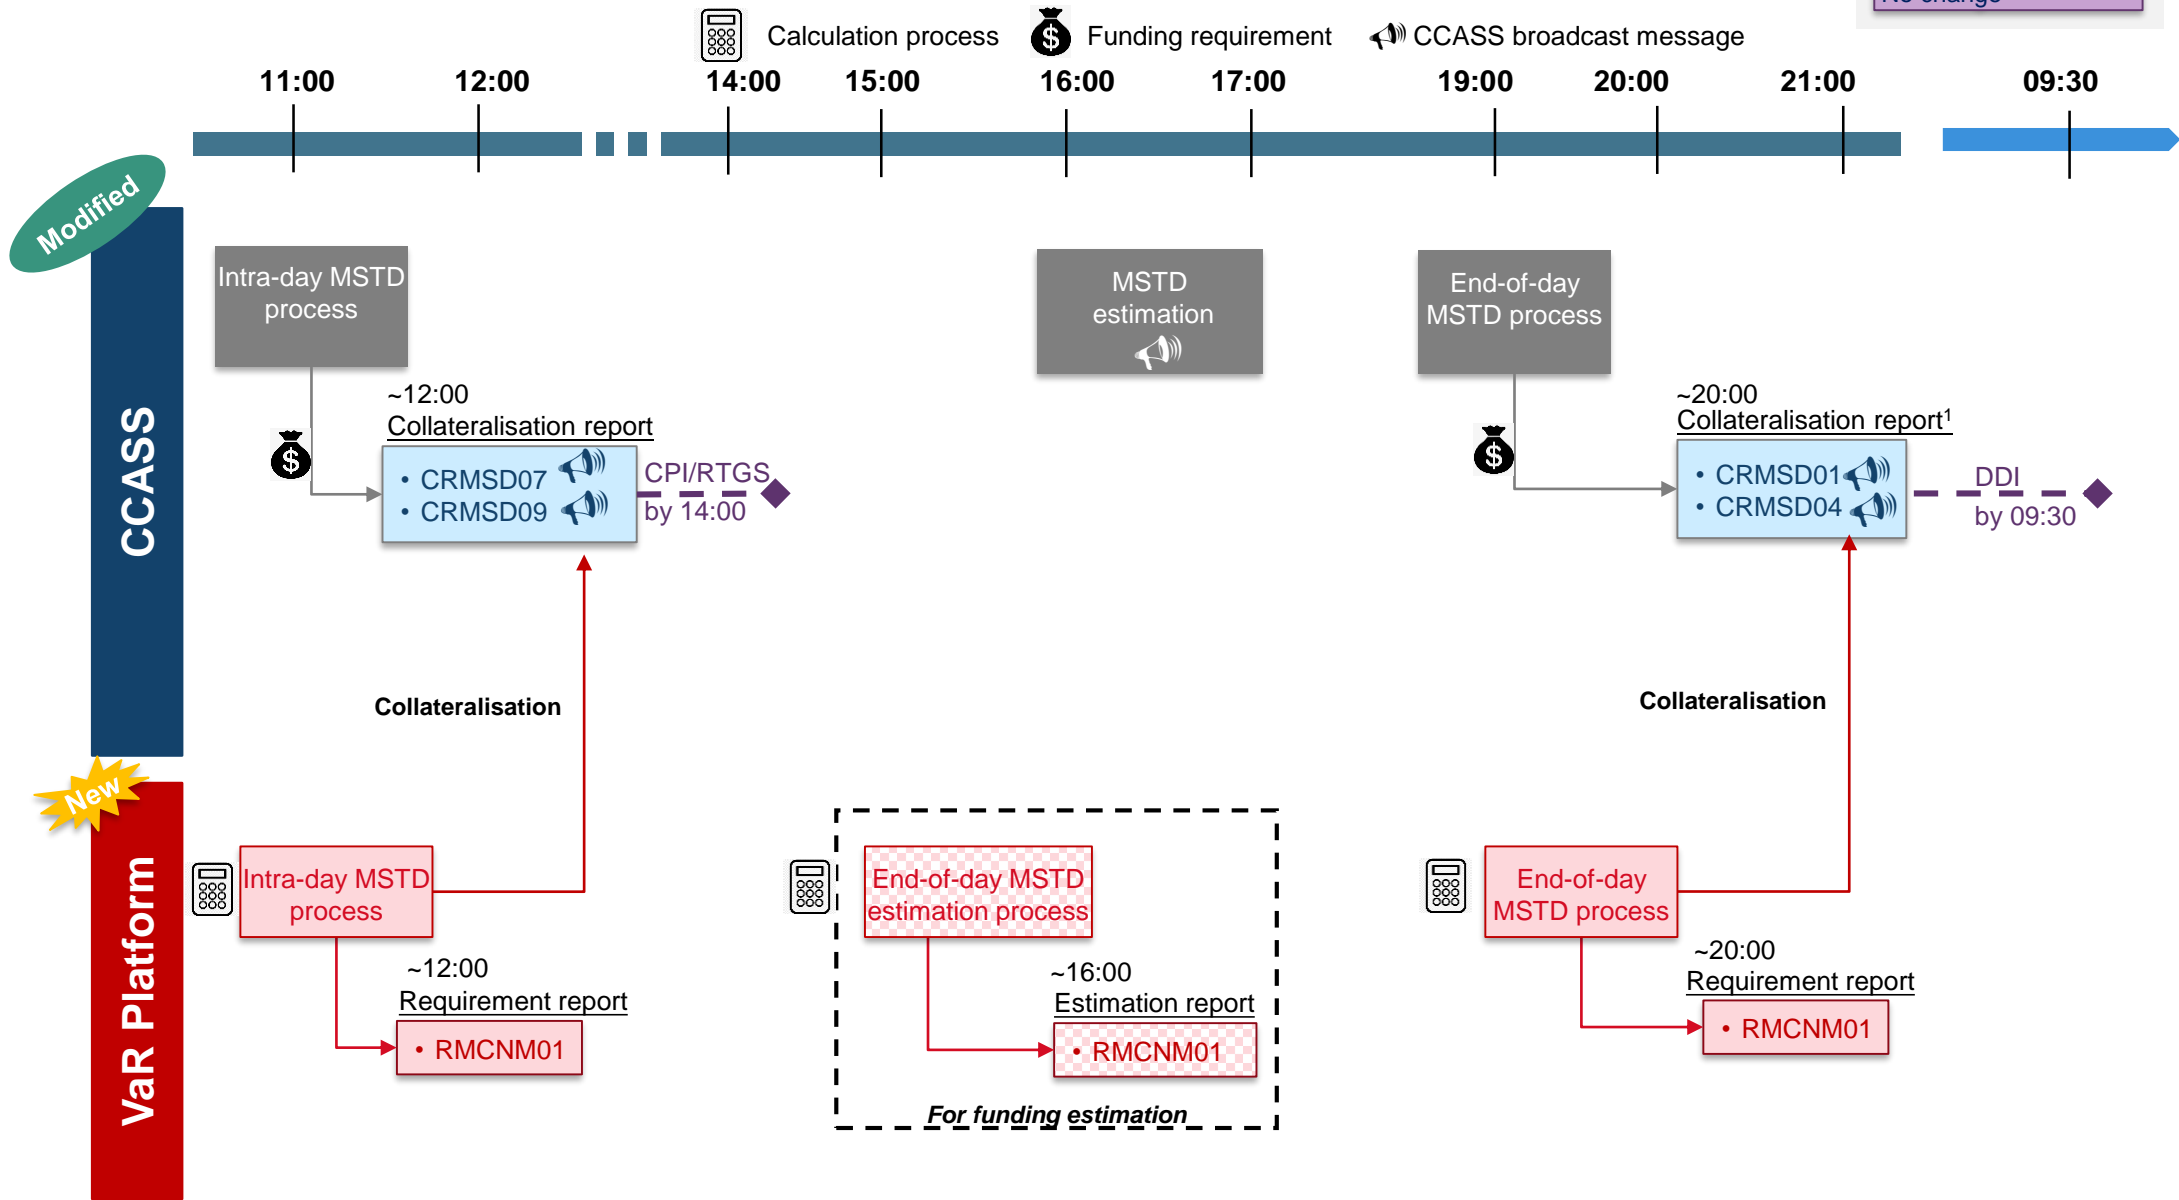 No change
Calculation process
Funding requirement
CCASS broadcast message
11:00
12:00
14:00
15:00
16:00
17:00
19:00
20:00
21:00
09:30
Modified
CCASS
Intra-day MSTD
process
MSTD
estimation
End-of-day
MSTD process
~12:00
Collateralisation report
$
• CRMSD07
• CRMSD09
CPI/RTGS
by 14:00
~20:00
Collateralisation report¹
$
• CRMSD01
• CRMSD04
DDI
by 09:30
Collateralisation
Collateralisation
New
VaR Platform
Intra-day MSTD
process
~12:00
Requirement report
• RMCNM01
End-of-day MSTD
estimation process
~16:00
Estimation report
• RMCNM01
For funding estimation
End-of-day
MSTD process
~20:00
Requirement report
• RMCNM01